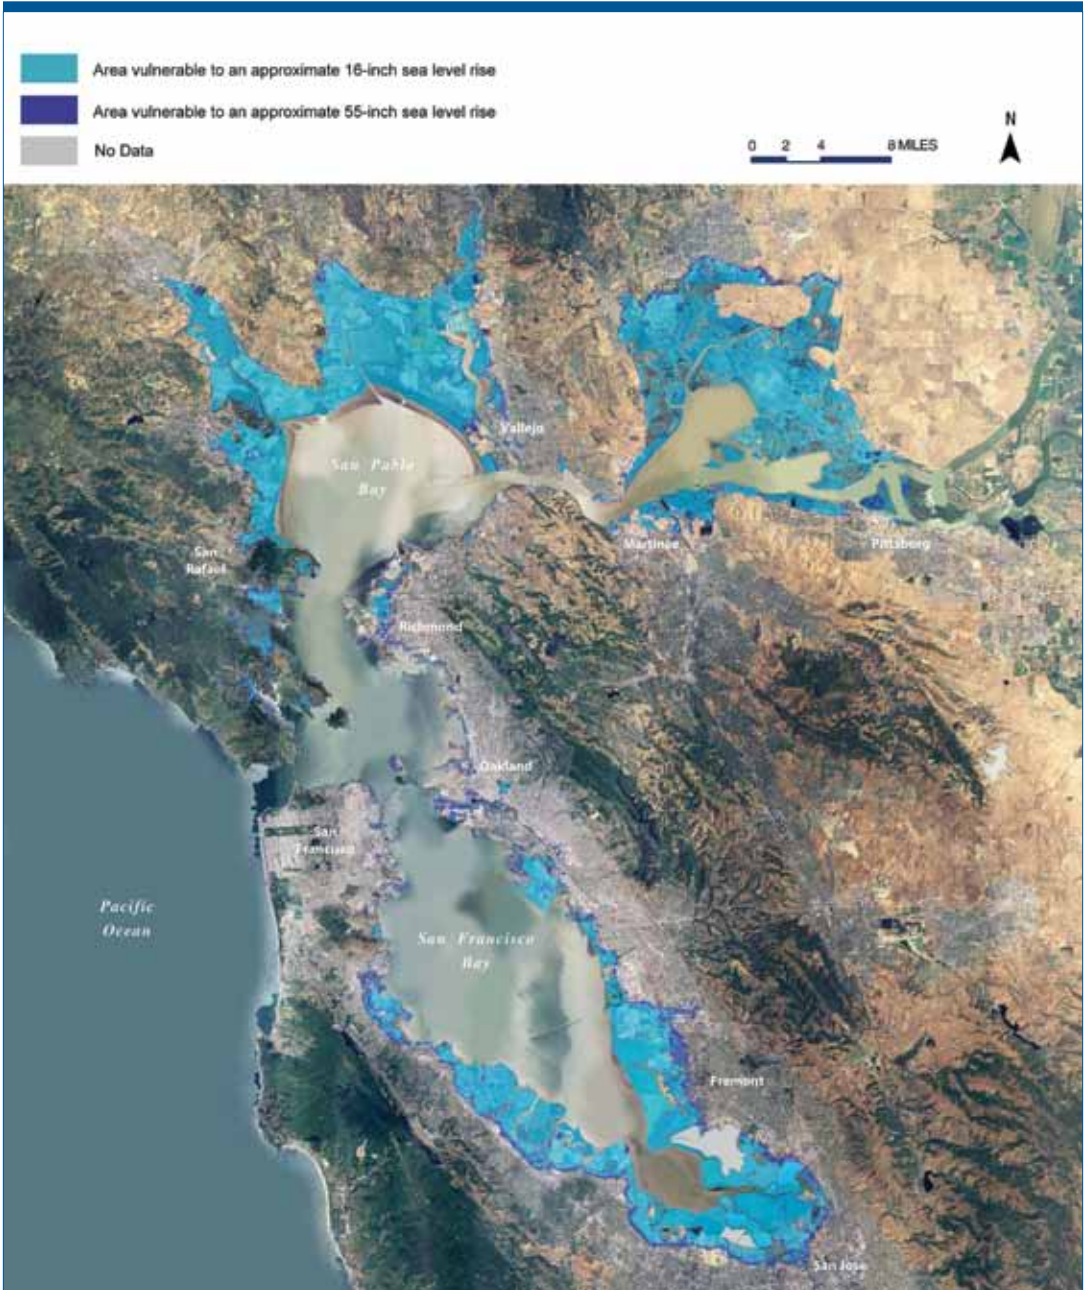 Area vulnerable to an approximate 16-inch sea level rise
Area vulnerable to an approximate 55-inch sea level rise
No Data
N
0 2 4 8 MILES
Vallejo
San Pablo
Bay
Martinez
Pittsburg
San
Rafael
Richmond
Oakland
San
Francisco
Pacific
Ocean
San Francisco
Bay
Fremont
San Jose